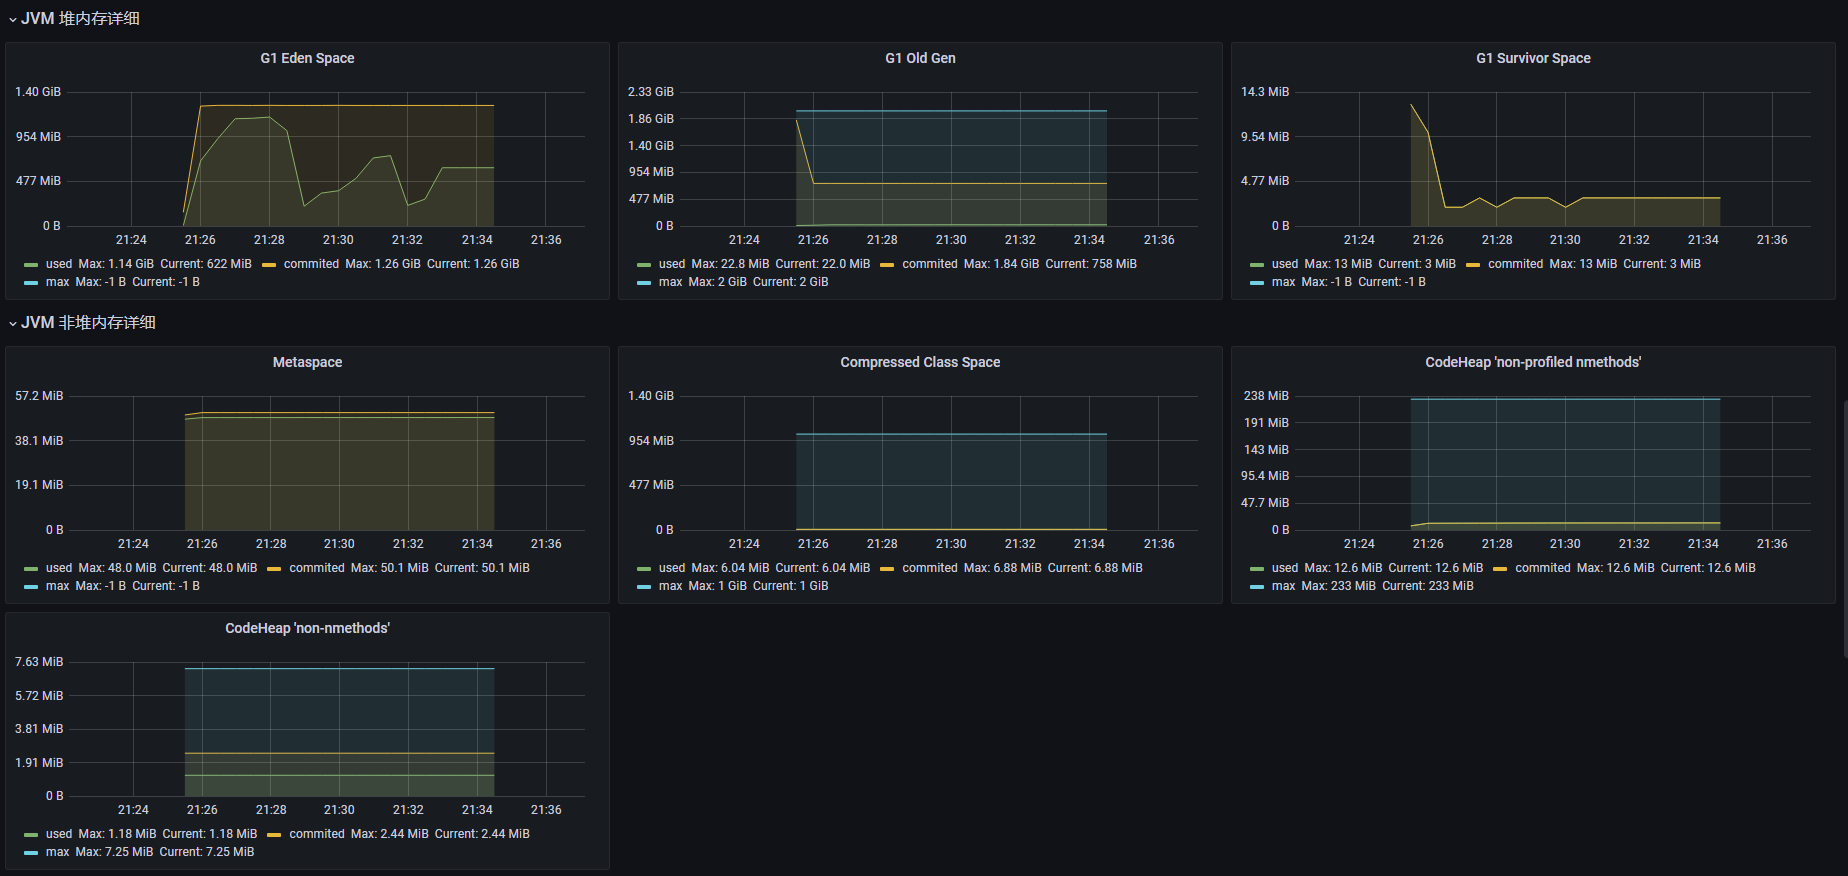 JVM 堆内存详细
G1 Eden Space
1.40 GiB
954 MiB
477 MiB
0 B
21:24 21:26 21:28 21:30 21:32 21:34 21:36
used Max: 1.14 GiB Current: 622 MiB commited Max: 1.26 GiB Current: 1.26 GiB
max Max: -1 B Current: -1 B
G1 Old Gen
2.33 GiB
1.86 GiB
1.40 GiB
954 MiB
477 MiB
0 B
21:24 21:26 21:28 21:30 21:32 21:34 21:36
used Max: 22.8 MiB Current: 22.0 MiB commited Max: 1.84 GiB Current: 758 MiB
max Max: 2 GiB Current: 2 GiB
G1 Survivor Space
14.3 MiB
9.54 MiB
4.77 MiB
0 B
21:24 21:26 21:28 21:30 21:32 21:34 21:36
used Max: 13 MiB Current: 3 MiB commited Max: 13 MiB Current: 3 MiB
max Max: -1 B Current: -1 B
JVM 非堆内存详细
Metaspace
57.2 MiB
38.1 MiB
19.1 MiB
0 B
21:24 21:26 21:28 21:30 21:32 21:34 21:36
used Max: 48.0 MiB Current: 48.0 MiB commited Max: 50.1 MiB Current: 50.1 MiB
max Max: -1 B Current: -1 B
Compressed Class Space
1.40 GiB
954 MiB
477 MiB
0 B
21:24 21:26 21:28 21:30 21:32 21:34 21:36
used Max: 6.04 MiB Current: 6.04 MiB commited Max: 6.88 MiB Current: 6.88 MiB
max Max: 1 GiB Current: 1 GiB
CodeHeap 'non-profiled nmethods'
238 MiB
191 MiB
143 MiB
95.4 MiB
47.7 MiB
0 B
21:24 21:26 21:28 21:30 21:32 21:34 21:36
used Max: 12.6 MiB Current: 12.6 MiB commited Max: 12.6 MiB Current: 12.6 MiB
max Max: 233 MiB Current: 233 MiB
CodeHeap 'non-nmethods'
7.63 MiB
5.72 MiB
3.81 MiB
1.91 MiB
0 B
21:24 21:26 21:28 21:30 21:32 21:34 21:36
used Max: 1.18 MiB Current: 1.18 MiB commited Max: 2.44 MiB Current: 2.44 MiB
max Max: 7.25 MiB Current: 7.25 MiB